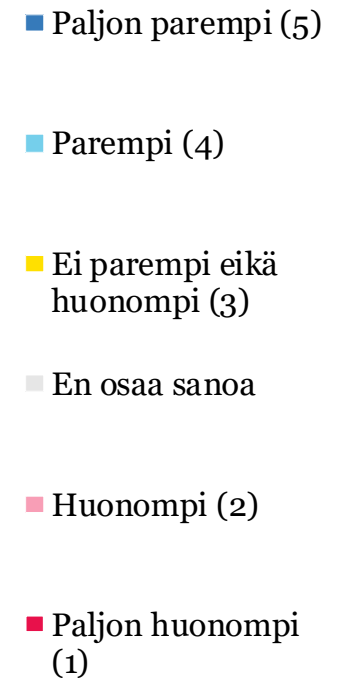 Paljon parempi (5)
Parempi (4)
Ei parempi eikä
huonompi (3)
En osaa sanoa
Huonompi (2)
Paljon huonompi
(1)